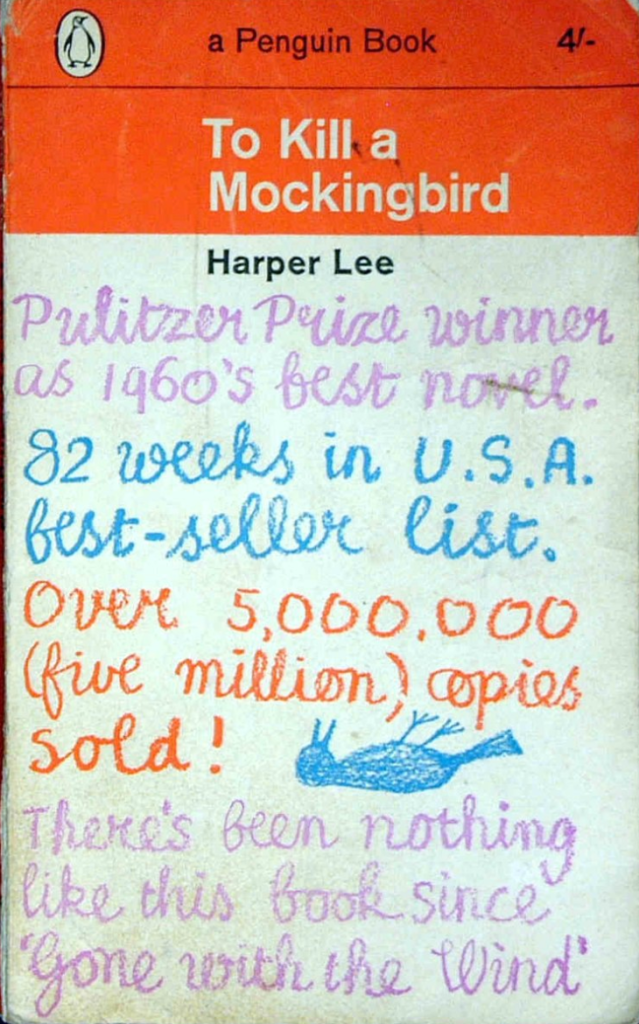 a Penguin Book 4/-
To Kill a
Mockingbird
Harper Lee
Pulitzer Prize winner
as 1960's best novel.
82 weeks in U.S.A.
best-seller list.
Over 5,000,000
(five million) copies
sold!
There's been nothing
like this book since
'Gone with the Wind'